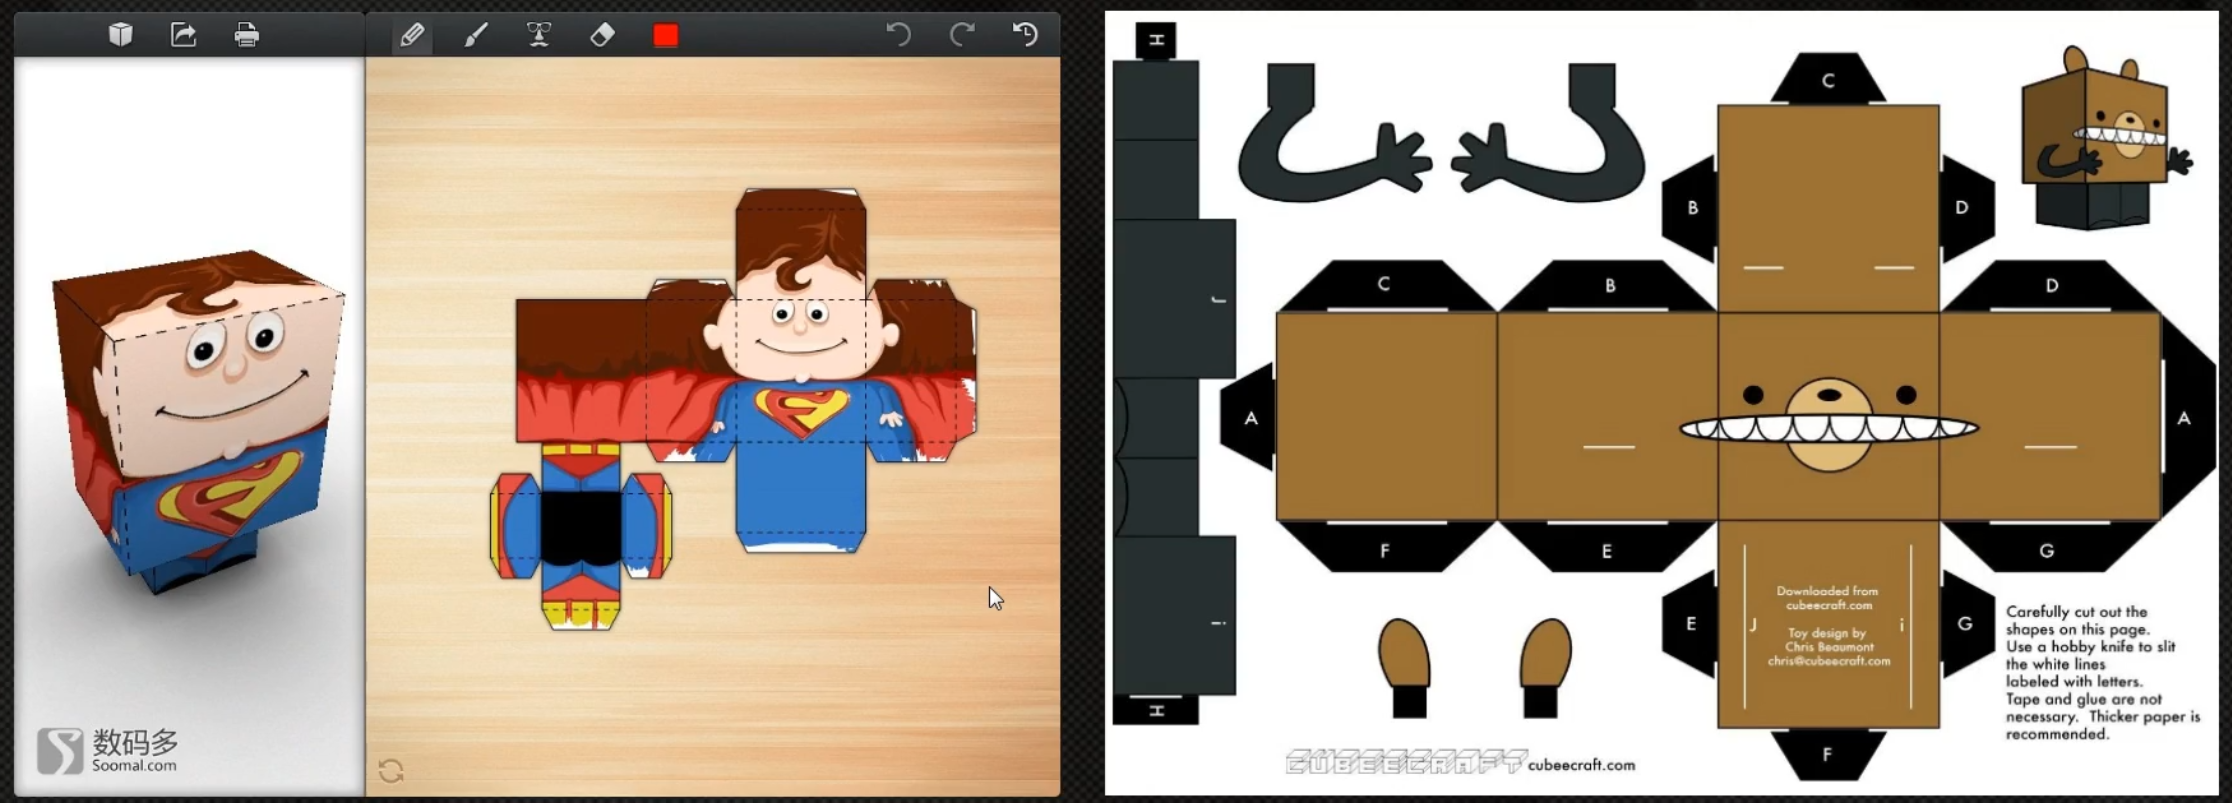 数码多
Soomal.com
H
J
i
H
C
B
D
C
B
D
A
A
F
E
G
E
J
i
G
Downloaded from
cubeecraft.com
Toy design by
Chris Beaumont
chris@cubeecraft.com
F
Carefully cut out the
shapes on this page.
Use a hobby knife to slit
the white lines
labeled with letters.
Tape and glue are not
necessary. Thicker paper is
recommended.
CUBEECRAFT cubeecraft.com